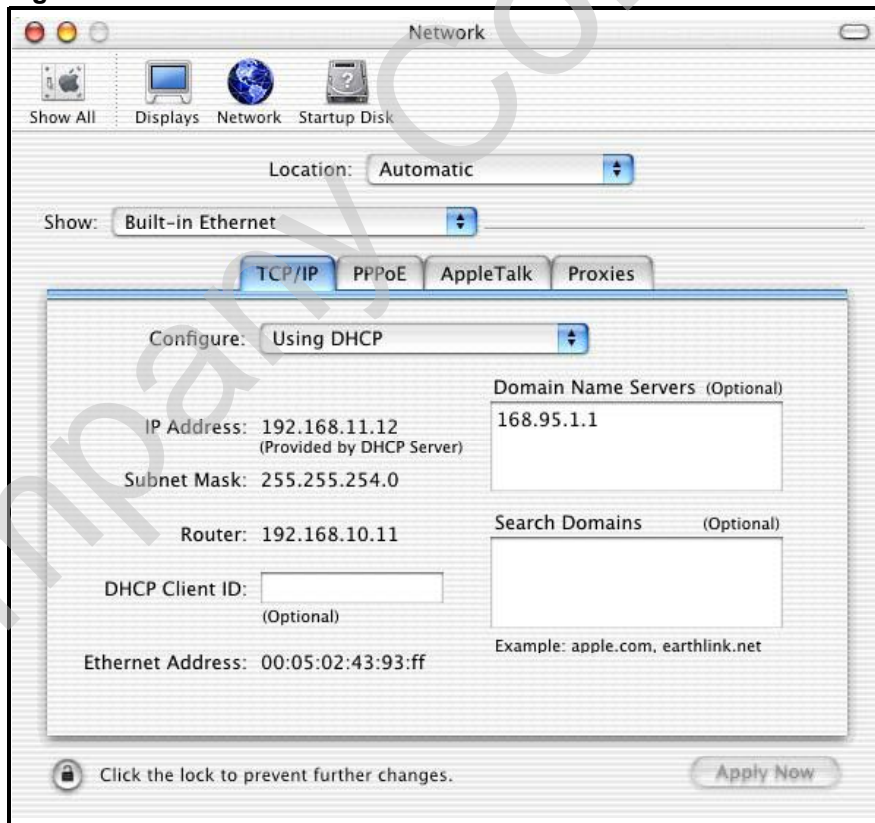 Network
Show All
Displays
Network
Startup Disk
Location: Automatic
Show: Built-in Ethernet
TCP/IP
PPPoE
AppleTalk
Proxies
Configure: Using DHCP
Domain Name Servers (Optional)
168.95.1.1
IP Address: 192.168.11.12
(Provided by DHCP Server)
Subnet Mask: 255.255.254.0
Router: 192.168.10.11
Search Domains (Optional)
DHCP Client ID:
(Optional)
Example: apple.com, earthlink.net
Ethernet Address: 00:05:02:43:93:ff
Click the lock to prevent further changes.
Apply Now
mpany Co